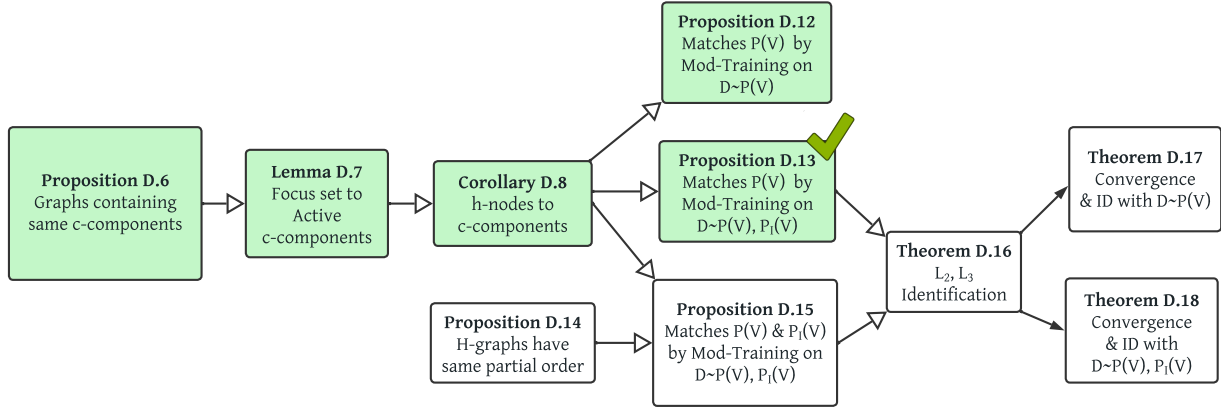 Proposition D.6
Graphs containing
same c-components
Lemma D.7
Focus set to
Active
c-components
Corollary D.8
h-nodes to
c-components
Proposition D.12
Matches P(V) by
Mod-Training on
D~P(V)
Proposition D.13
Matches P(V) by
Mod-Training on
D~P(V), P_I(V)
Proposition D.14
H-graphs have
same partial order
Proposition D.15
Matches P(V) & P_I(V)
by Mod-Training on
D~P(V), P_I(V)
Theorem D.16
L₂, L₃
Identification
Theorem D.17
Convergence
& ID with D~P(V)
Theorem D.18
Convergence
& ID with
D~P(V), P_I(V)